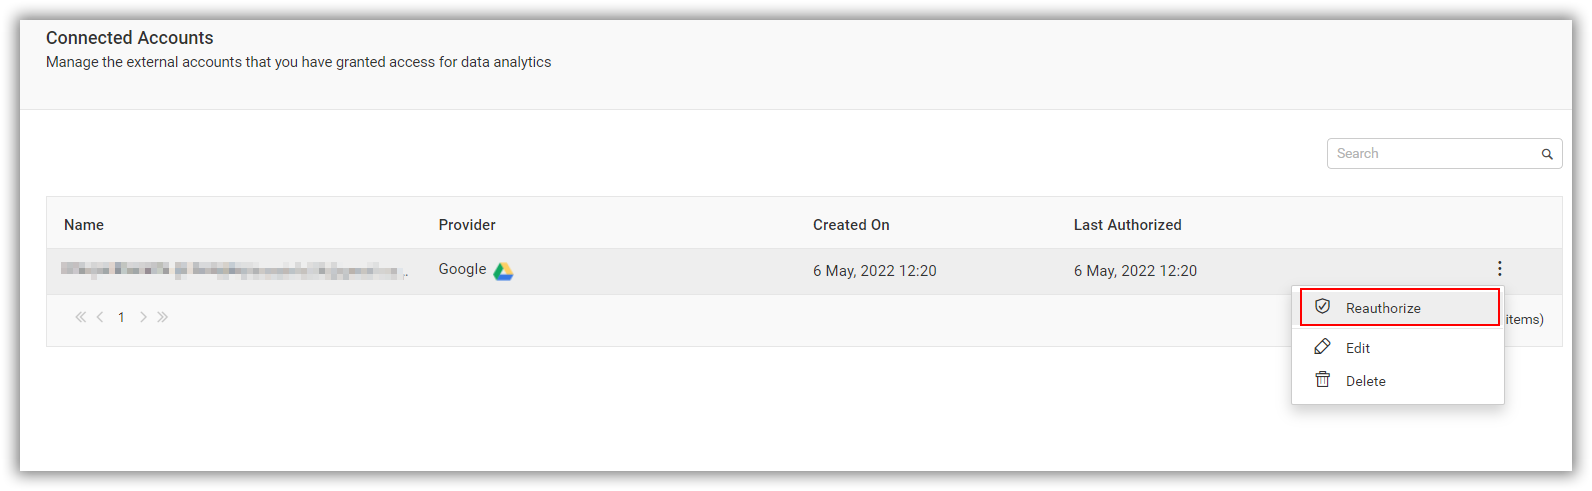 Connected Accounts
Manage the external accounts that you have granted access for data analytics
Search
Name Provider Created On Last Authorized
Google 6 May, 2022 12:20 6 May, 2022 12:20
1
Reauthorize
items)
Edit
Delete